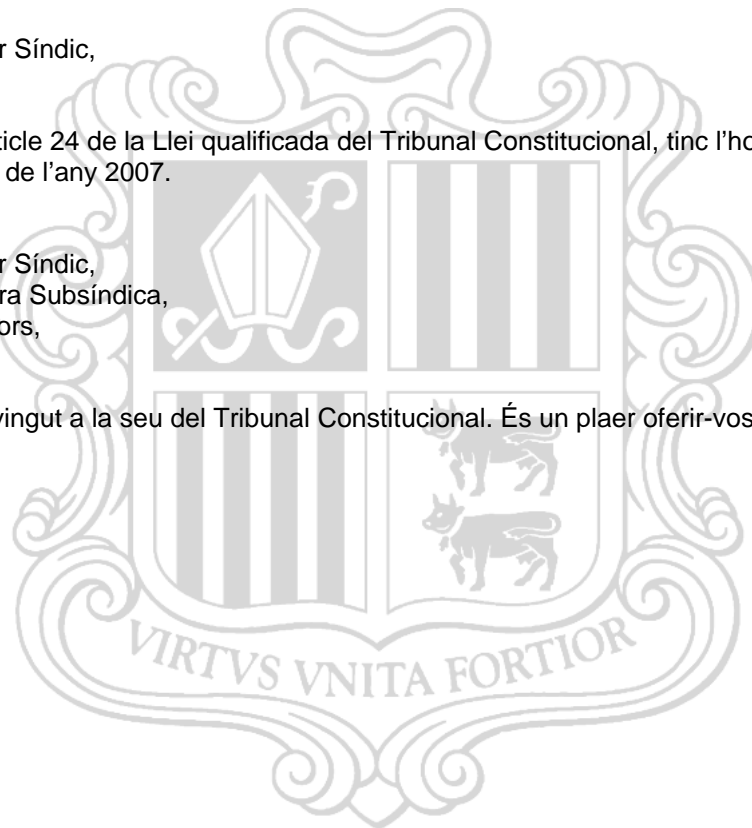 r Síndic,
ticle 24 de la Llei qualificada del Tribunal Constitucional, tinc l’ho
de l’any 2007.
r Síndic,
ra Subsíndica,
ors,
vingut a la seu del Tribunal Constitucional. És un plaer oferir-vos
VIRTVS VNITA FORTIOR